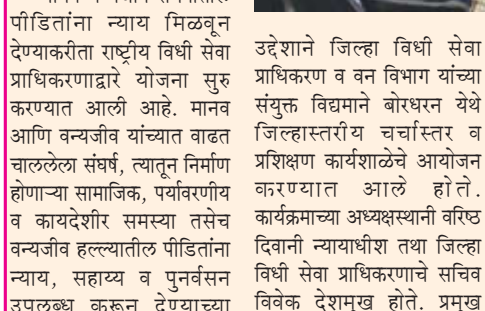 पीडितांना न्याय मिळवून
देण्याकरीता राष्ट्रीय विधी सेवा
प्राधिकरणाद्वारे योजना सुरु
करण्यात आली आहे. मानव
आणि वन्यजीव यांच्यात वाढत
चाललेला संघर्ष, त्यातून निर्माण
होणाऱ्या सामाजिक, पर्यावरणीय
व कायदेशीर समस्या तसेच
वन्यजीव हल्ल्यातील पीडितांना
न्याय, सहाय्य व पुनर्वसन
उपलब्ध करून देण्याच्या
उद्देशाने जिल्हा विधी सेवा
प्राधिकरण व वन विभाग यांच्या
संयुक्त विद्यमाने बोरधरन येथे
जिल्हास्तरीय चर्चास्तर व
प्रशिक्षण कार्यशाळेचे आयोजन
करण्यात आले होते.
कार्यक्रमाच्या अध्यक्षस्थानी वरिष्ठ
दिवानी न्यायाधीश तथा जिल्हा
विधी सेवा प्राधिकरणाचे सचिव
विवेक देशमुख होते. प्रमुख